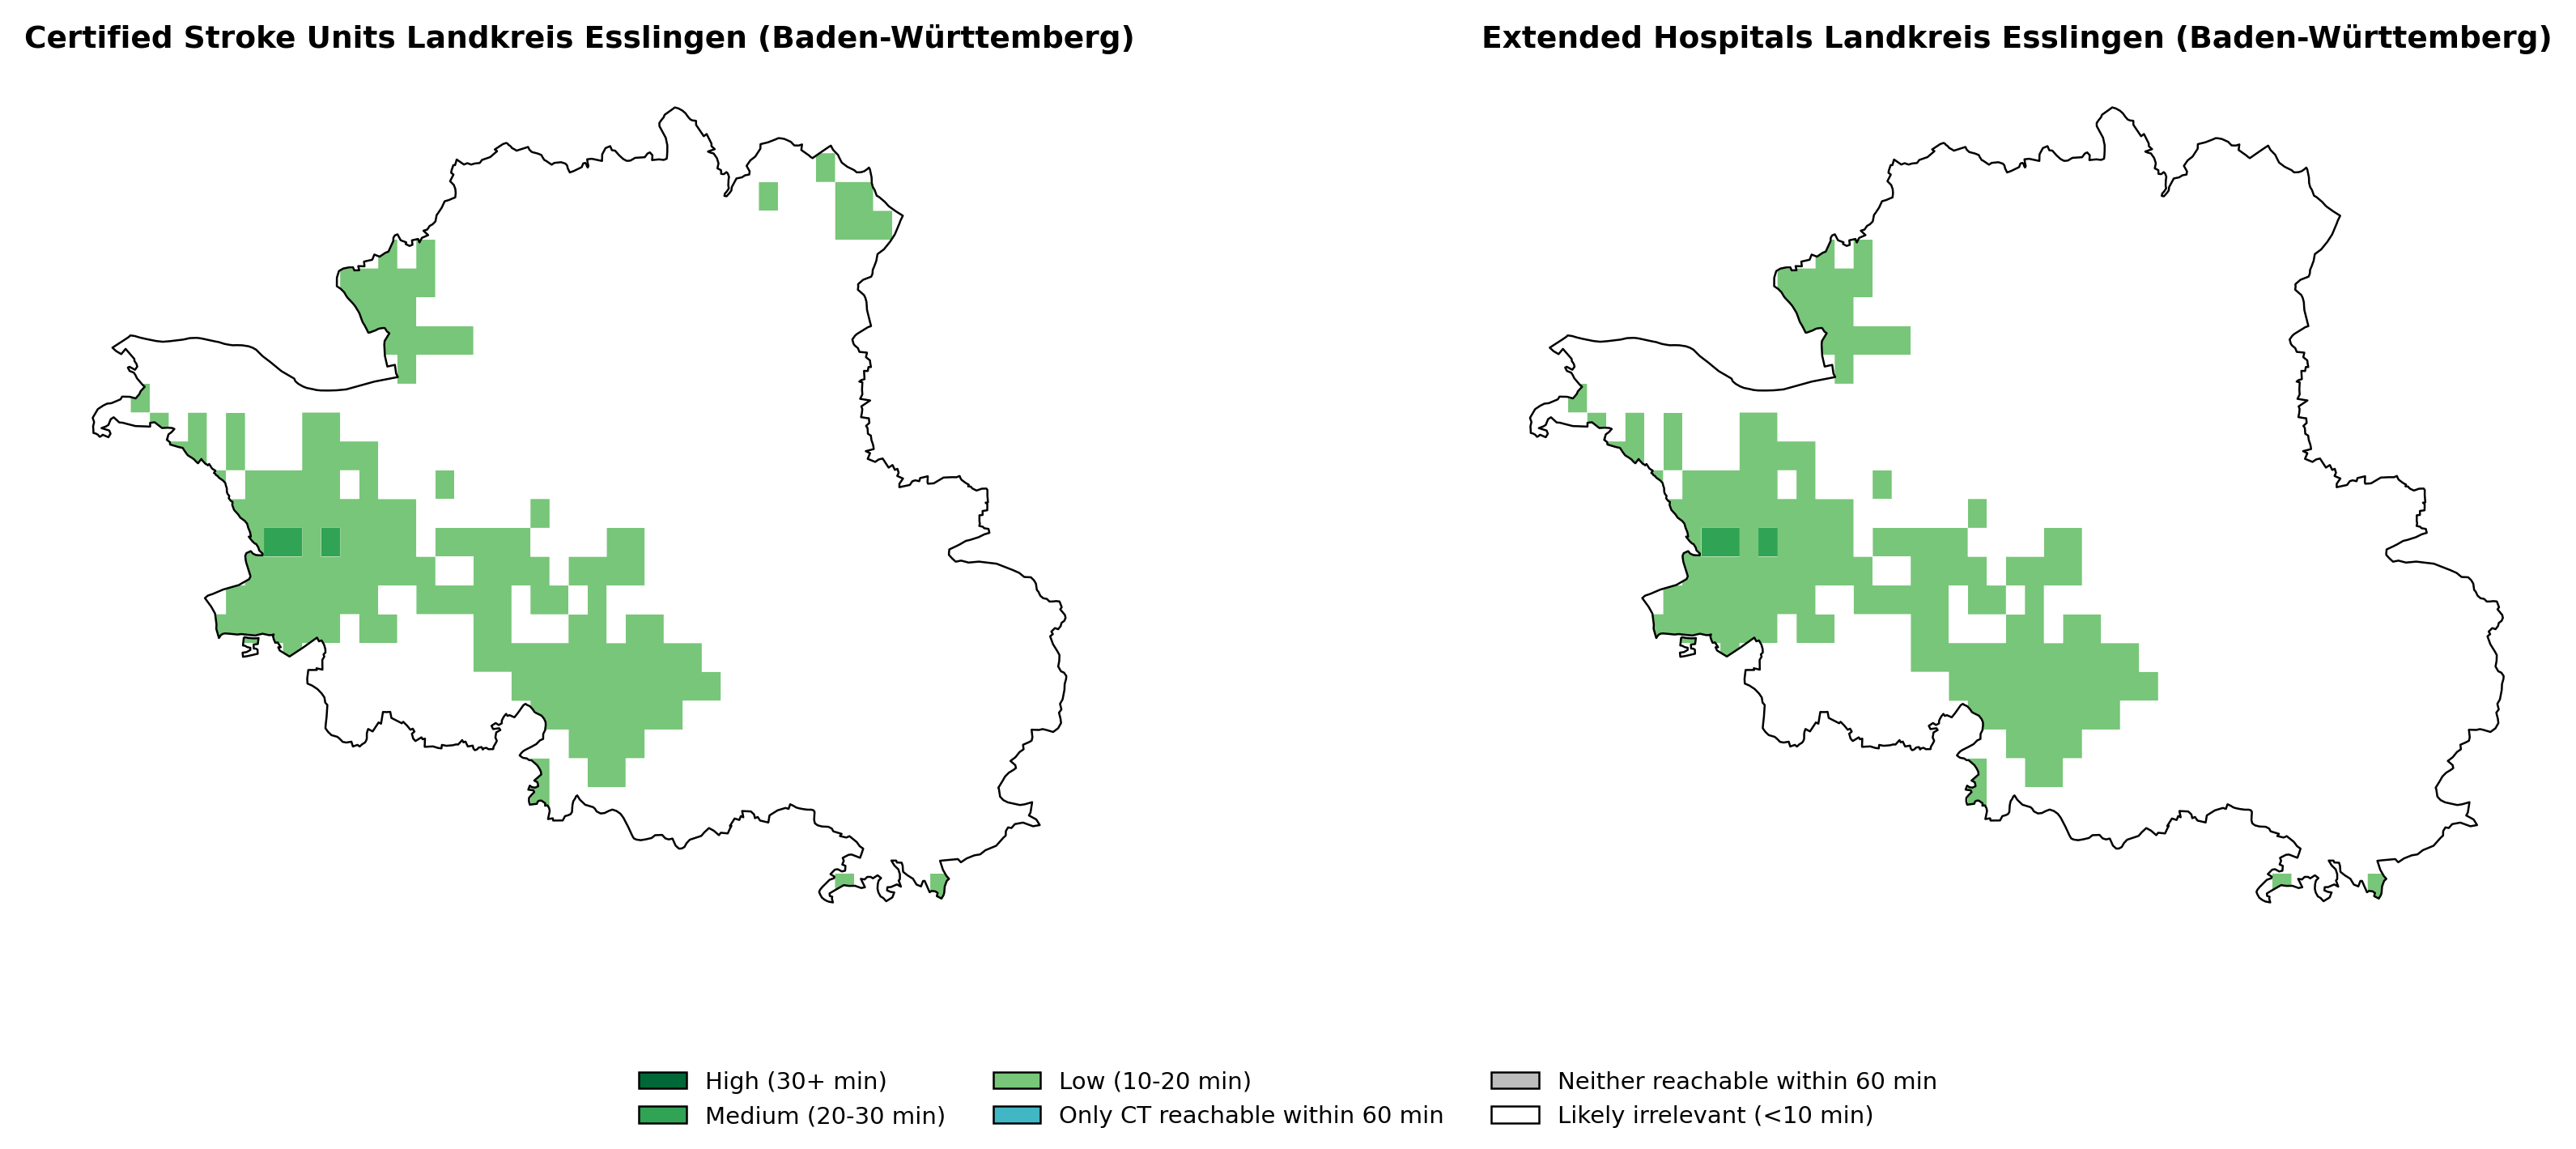 Certified Stroke Units Landkreis Esslingen (Baden-Württemberg)
Extended Hospitals Landkreis Esslingen (Baden-Württemberg)
High (30+ min)
Medium (20-30 min)
Low (10-20 min)
Only CT reachable within 60 min
Neither reachable within 60 min
Likely irrelevant (<10 min)